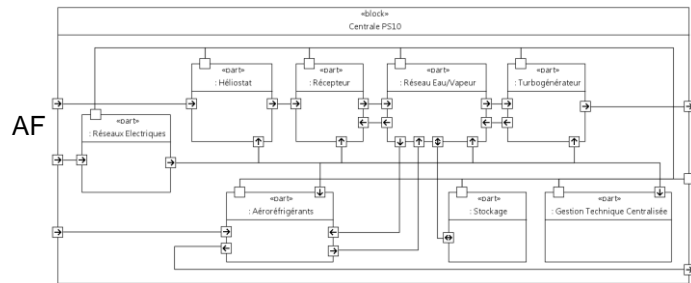 «block»
Centrale PS10
«part»
: Héliostat
«part»
: Récepteur
«part»
: Réseau Eau/Vapeur
«part»
: Turbogénérateur
AF
«part»
: Réseaux Electriques
«part»
: Aéroréfrigérants
«part»
: Stockage
«part»
: Gestion Technique Centralisée